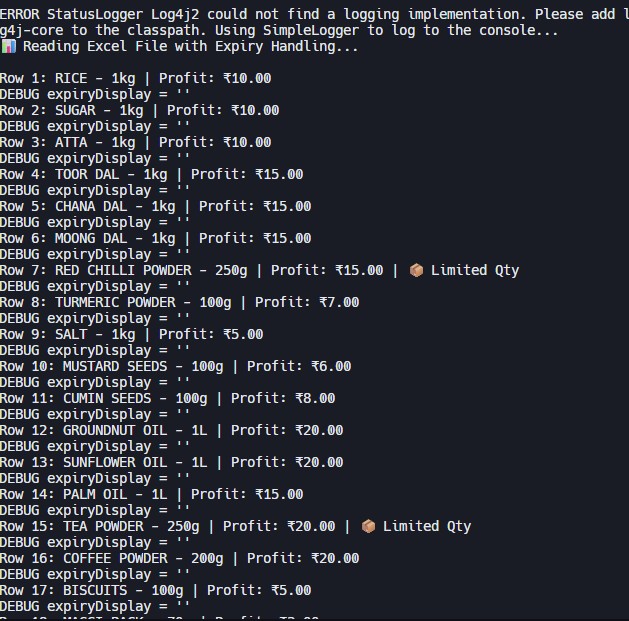 ERROR StatusLogger Log4j2 could not find a logging implementation. Please add l
g4j-core to the classpath. Using SimpleLogger to log to the console...
📊 Reading Excel File with Expiry Handling...
Row 1: RICE - 1kg | Profit: ₹10.00
DEBUG expiryDisplay = ''
Row 2: SUGAR - 1kg | Profit: ₹10.00
DEBUG expiryDisplay = ''
Row 3: ATTA - 1kg | Profit: ₹10.00
DEBUG expiryDisplay = ''
Row 4: TOOR DAL - 1kg | Profit: ₹15.00
DEBUG expiryDisplay = ''
Row 5: CHANA DAL - 1kg | Profit: ₹15.00
DEBUG expiryDisplay = ''
Row 6: MOONG DAL - 1kg | Profit: ₹15.00
DEBUG expiryDisplay = ''
Row 7: RED CHILLI POWDER - 250g | Profit: ₹15.00 | 📦 Limited Qty
DEBUG expiryDisplay = ''
Row 8: TURMERIC POWDER - 100g | Profit: ₹7.00
DEBUG expiryDisplay = ''
Row 9: SALT - 1kg | Profit: ₹5.00
DEBUG expiryDisplay = ''
Row 10: MUSTARD SEEDS - 100g | Profit: ₹6.00
DEBUG expiryDisplay = ''
Row 11: CUMIN SEEDS - 100g | Profit: ₹8.00
DEBUG expiryDisplay = ''
Row 12: GROUNDNUT OIL - 1L | Profit: ₹20.00
DEBUG expiryDisplay = ''
Row 13: SUNFLOWER OIL - 1L | Profit: ₹20.00
DEBUG expiryDisplay = ''
Row 14: PALM OIL - 1L | Profit: ₹15.00
DEBUG expiryDisplay = ''
Row 15: TEA POWDER - 250g | Profit: ₹20.00 | 📦 Limited Qty
DEBUG expiryDisplay = ''
Row 16: COFFEE POWDER - 200g | Profit: ₹20.00
DEBUG expiryDisplay = ''
Row 17: BISCUITS - 100g | Profit: ₹5.00
DEBUG expiryDisplay = ''